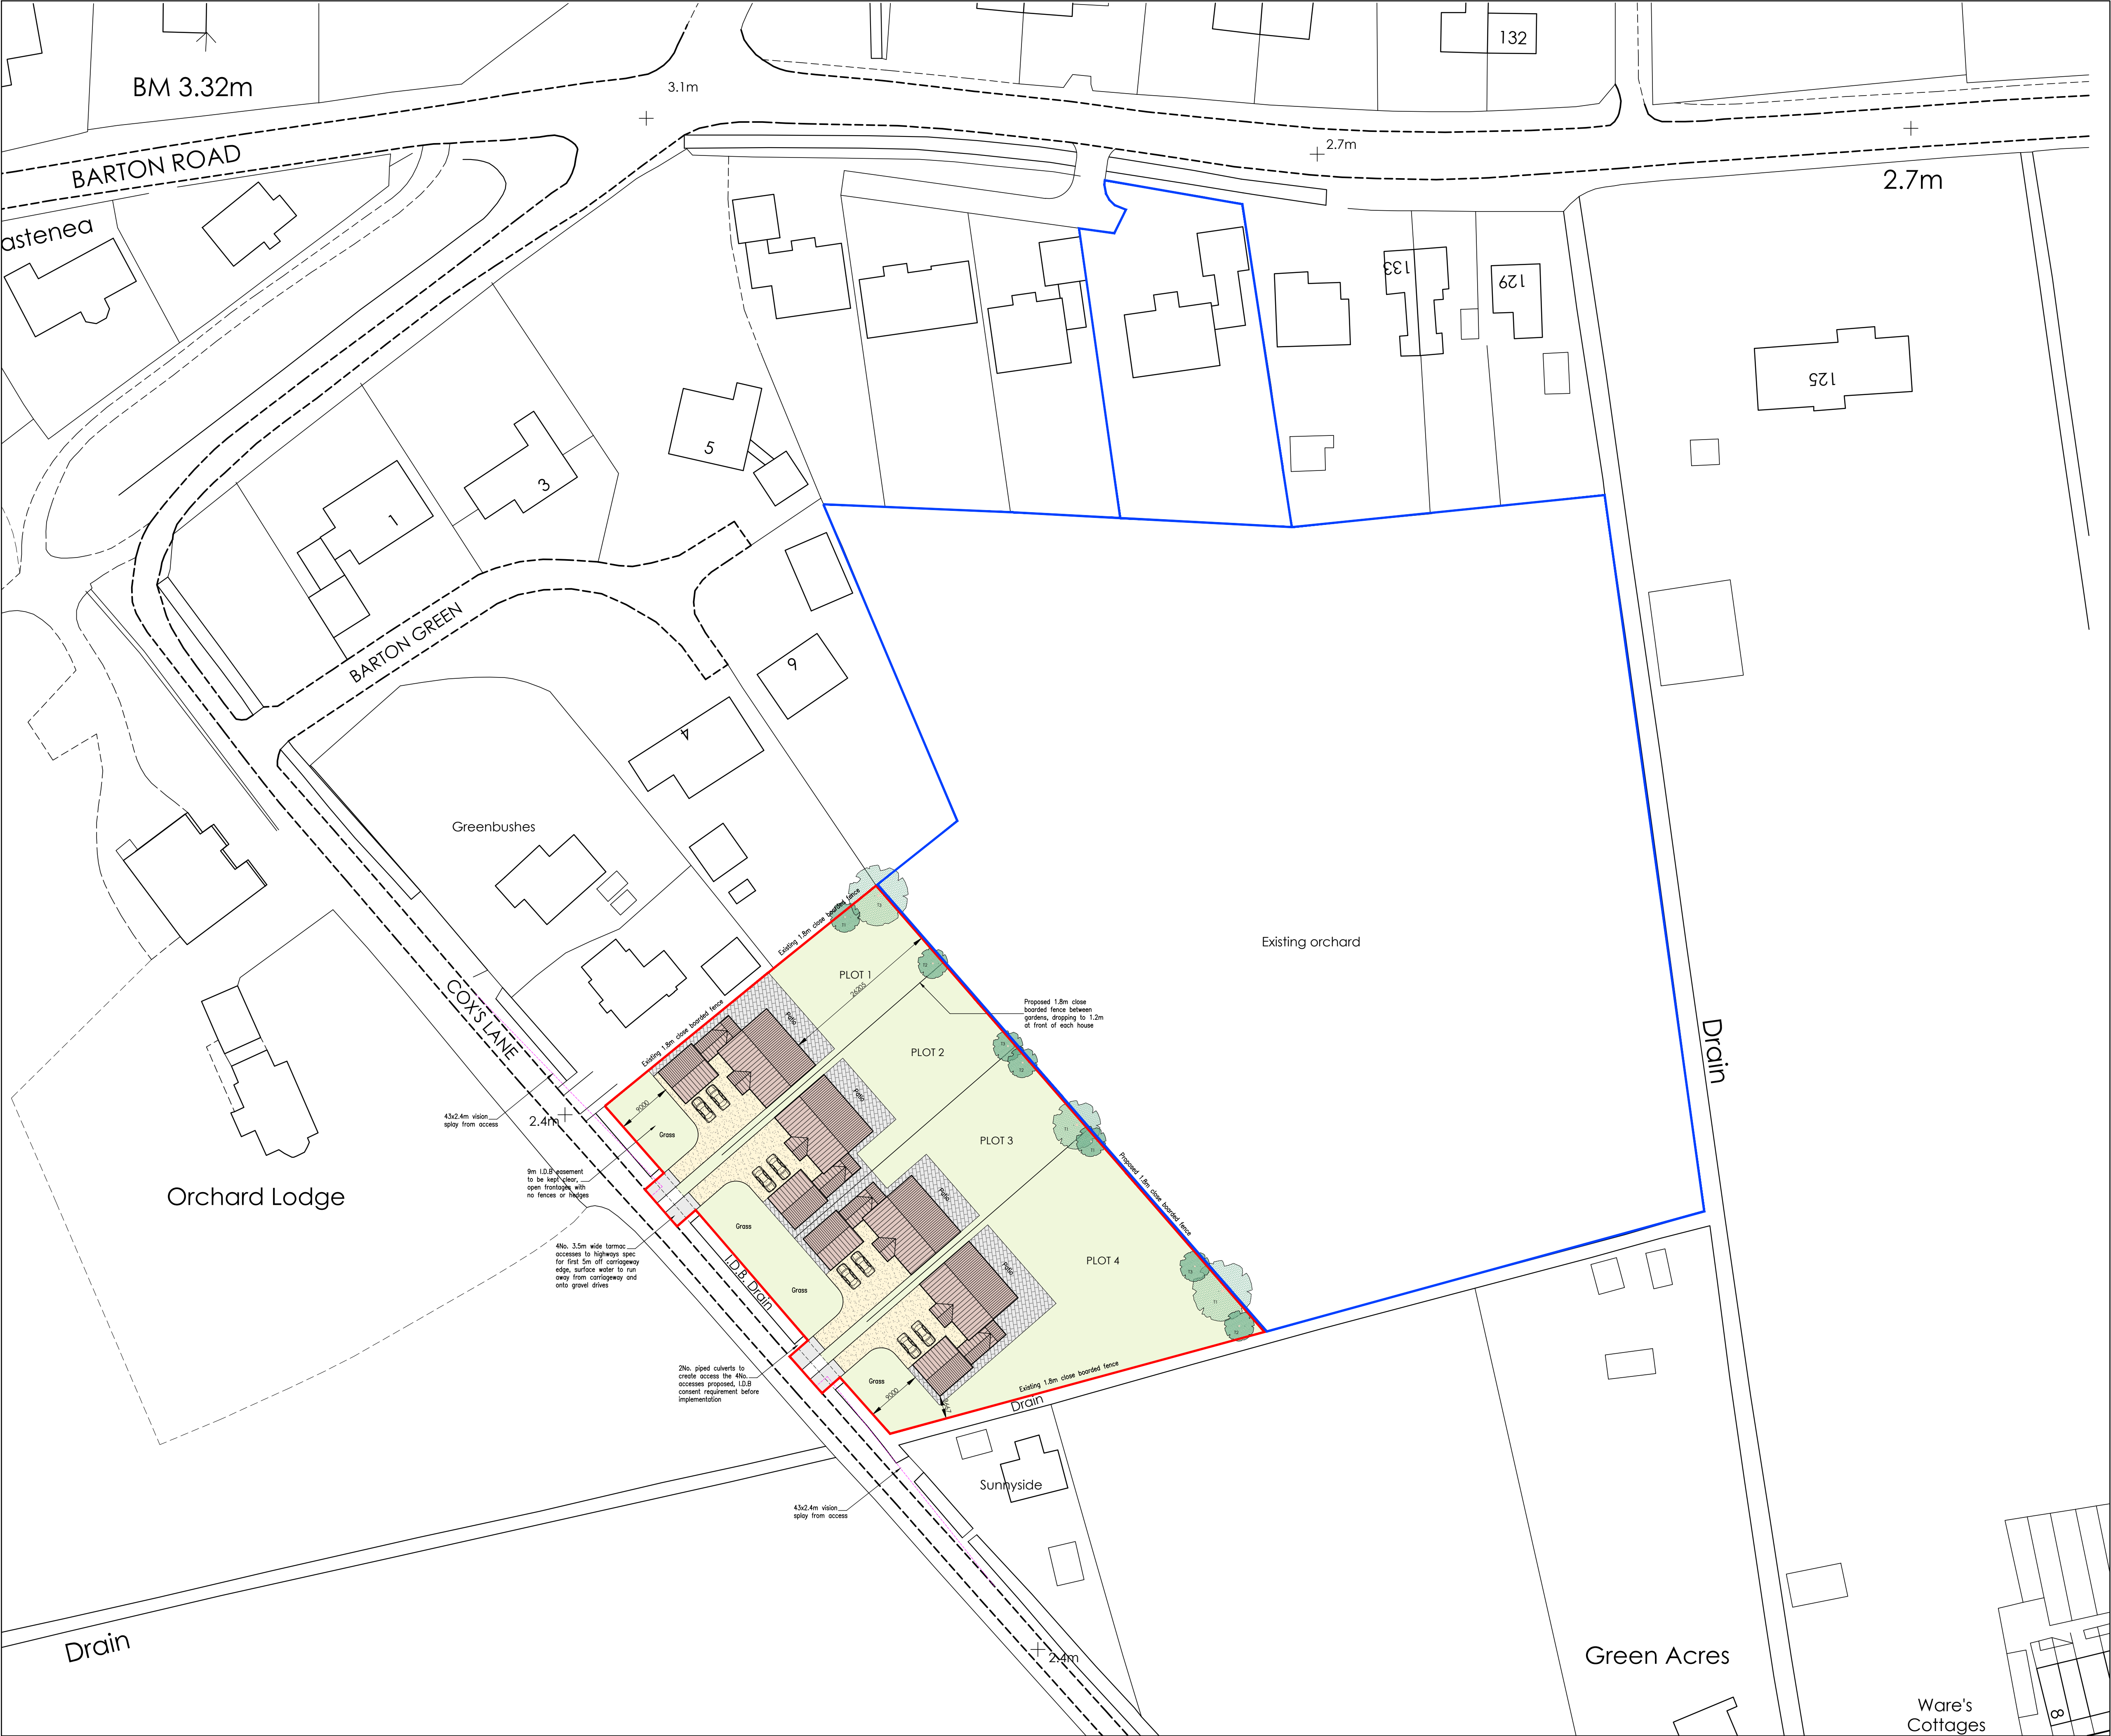 BM 3.32m
132
3.1m
BARTON ROAD
2.7m
2.7m
astenea
133
129
125
5
3
1
BARTON GREEN
9
4
Greenbushes
Existing orchard
PLOT 1
26205
Existing 1.8m close boarded fence
Existing 1.8m close boarded fence
Patio
Proposed 1.8m close
boarded fence between
gardens, dropping to 1.2m
at front of each house
COX'S LANE
PLOT 2
Drain
Patio
43x2.4m vision
splay from access
2.4m
9000
Grass
PLOT 3
9m I.D.B easement
to be kept clear,
open frontages with
no fences or hedges
Orchard Lodge
Patio
Proposed 1.8m close boarded fence
Grass
4No. 3.5m wide tarmac
accesses to highways spec
for first 5m off carriageway
edge, surface water to run
away from carriageway and
onto gravel drives
PLOT 4
I.D.B. Drain
Grass
Patio
2No. piped culverts to
create access the 4No.
accesses proposed, I.D.B
consent requirement before
implementation
Grass
9000
Existing 1.8m close boarded fence
Drain
Sunnyside
43x2.4m vision
splay from access
Drain
2.4m
Green Acres
Ware's
Cottages
8